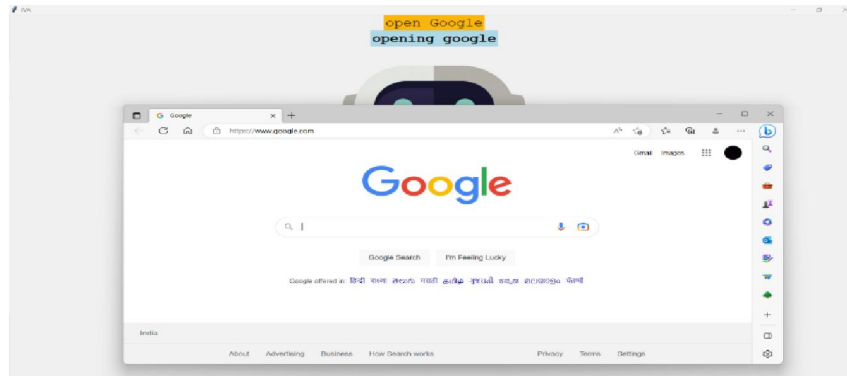 IVA
open Google
opening google
Google
https://www.google.com
Gmail Images
Google
Google Search I'm Feeling Lucky
Google offered in: हिन्दी বাংলা తెలుగు मराठी தமிழ் ગુજરાતી ಕನ್ನಡ മലയാളം ਪੰਜਾਬੀ
India
About Advertising Business How Search works Privacy Terms Settings